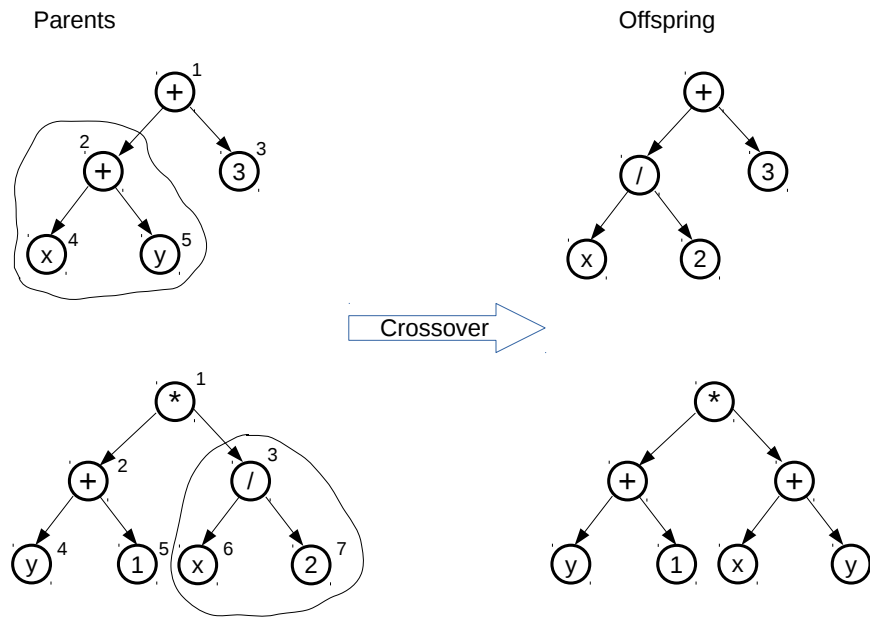 Parents
Offspring
1
+
+
2
3
+
3
/
3
x
4
y
5
x
2
Crossover
1
*
*
2
+
3
/
+
+
y
4
1
5
x
6
2
7
y
1
x
y